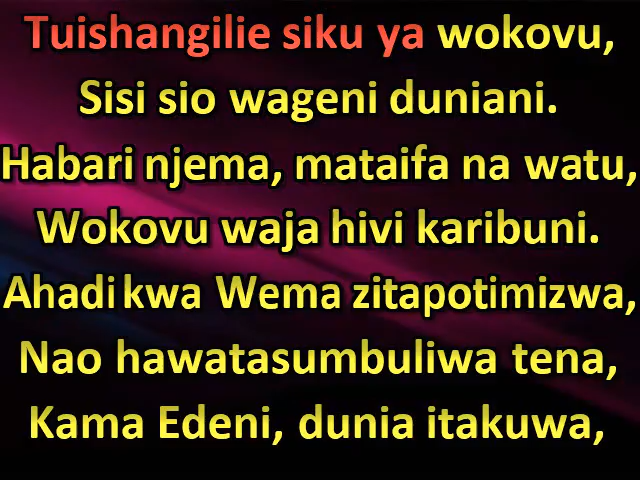 Tuishangilie siku ya wokovu,
Sisi sio wageni duniani.
Habari njema, mataifa na watu,
Wokovu waja hivi karibuni.
Ahadi kwa Wema zitapotimizwa,
Nao hawatasumbuliwa tena,
Kama Edeni, dunia itakuwa,